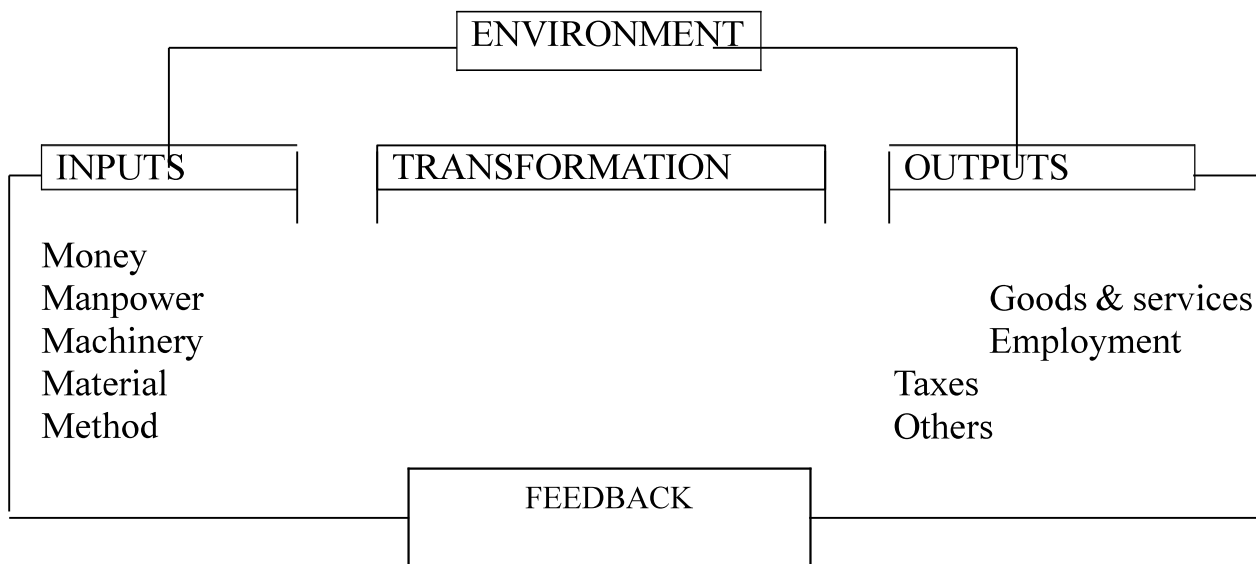 ENVIRONMENT
INPUTS
TRANSFORMATION
OUTPUTS
Money
Manpower
Machinery
Material
Method
Goods & services
Employment
Taxes
Others
FEEDBACK